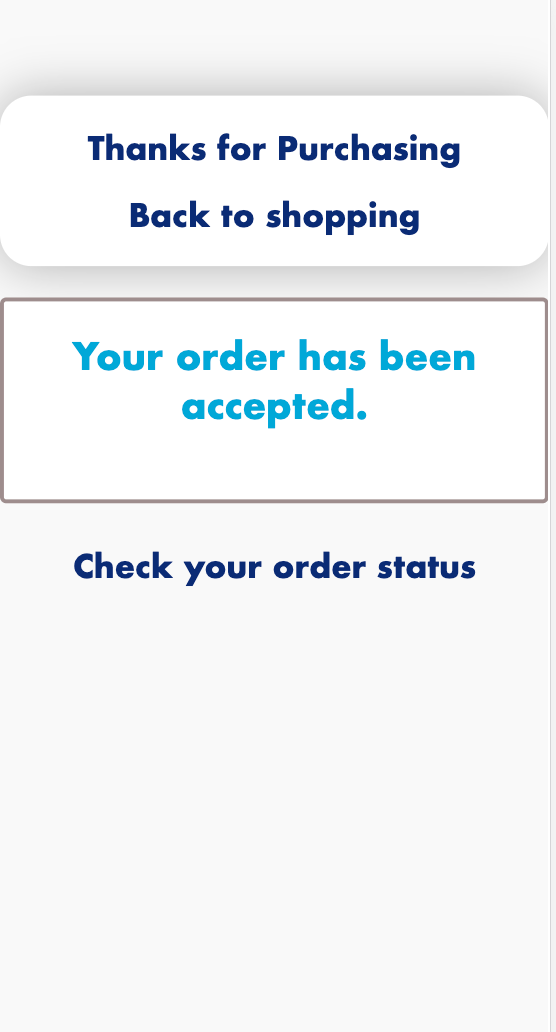 Thanks for Purchasing
Back to shopping
Your order has been
accepted.
Check your order status